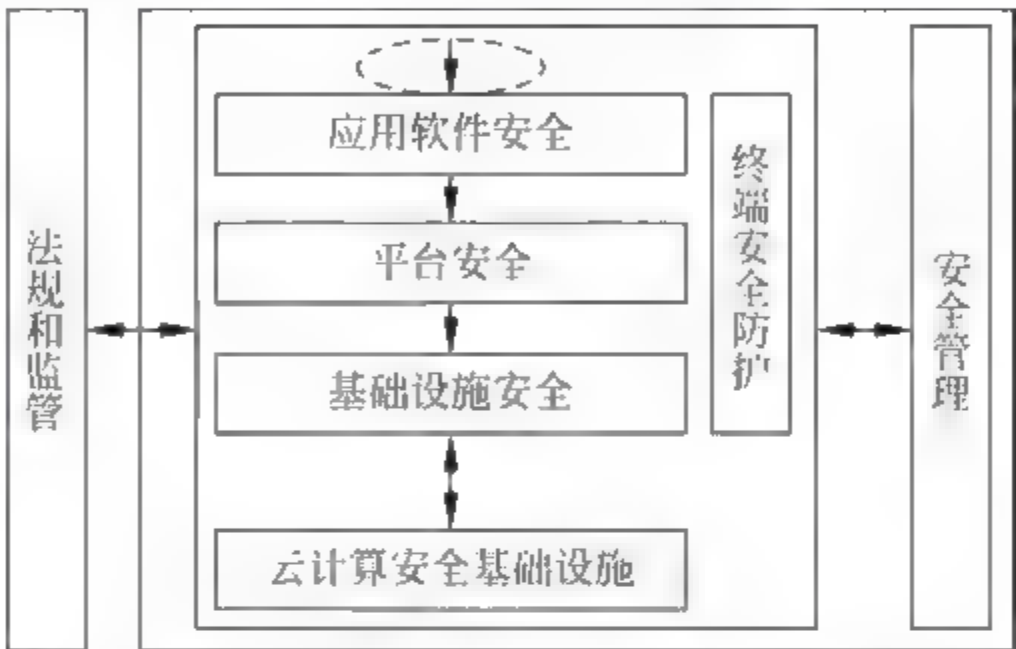 法规和监管
应用软件安全
平台安全
基础设施安全
云计算安全基础设施
终端安全防护
安全管理